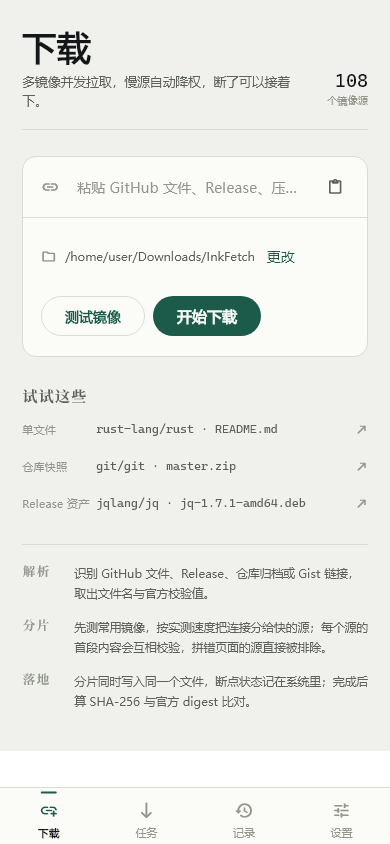 下载
多镜像并发拉取，慢源自动降权，断了可以接着
下。
108
个镜像源
粘贴 GitHub 文件、Release、压...
/home/user/Downloads/InkFetch 更改
测试镜像 开始下载
试试这些
单文件 rust-lang/rust · README.md
仓库快照 git/git · master.zip
Release 资产 jqlang/jq · jq-1.7.1-amd64.deb
解析 识别 GitHub 文件、Release、仓库归档或 Gist 链接，
取出文件名与官方校验值。
分片 先测常用镜像，按实测速度把连接分给快的源；每个源的
首段内容会互相校验，拼错页面的源直接被排除。
落地 分片同时写入同一个文件，断点状态记在系统里；完成后
算 SHA-256 与官方 digest 比对。
下载 任务 记录 设置